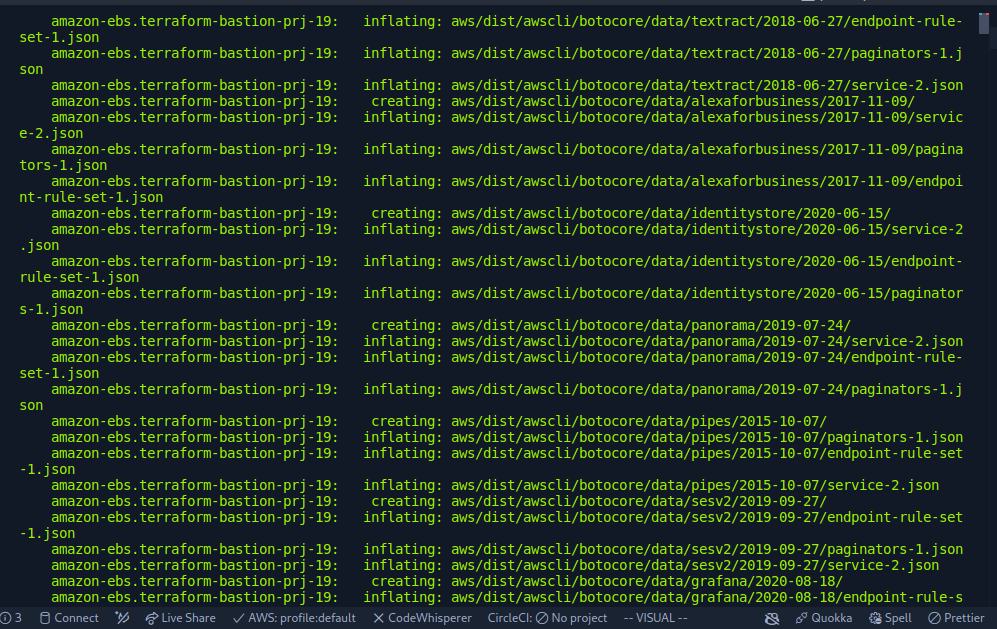 amazon-ebs.terraform-bastion-prj-19:   inflating: aws/dist/awscli/botocore/data/textract/2018-06-27/endpoint-rule-
set-1.json
amazon-ebs.terraform-bastion-prj-19:   inflating: aws/dist/awscli/botocore/data/textract/2018-06-27/paginators-1.j
son
amazon-ebs.terraform-bastion-prj-19:   inflating: aws/dist/awscli/botocore/data/textract/2018-06-27/service-2.json
amazon-ebs.terraform-bastion-prj-19:    creating: aws/dist/awscli/botocore/data/alexaforbusiness/2017-11-09/
amazon-ebs.terraform-bastion-prj-19:   inflating: aws/dist/awscli/botocore/data/alexaforbusiness/2017-11-09/servic
e-2.json
amazon-ebs.terraform-bastion-prj-19:   inflating: aws/dist/awscli/botocore/data/alexaforbusiness/2017-11-09/pagina
tors-1.json
amazon-ebs.terraform-bastion-prj-19:   inflating: aws/dist/awscli/botocore/data/alexaforbusiness/2017-11-09/endpoi
nt-rule-set-1.json
amazon-ebs.terraform-bastion-prj-19:    creating: aws/dist/awscli/botocore/data/identitystore/2020-06-15/
amazon-ebs.terraform-bastion-prj-19:   inflating: aws/dist/awscli/botocore/data/identitystore/2020-06-15/service-2
.json
amazon-ebs.terraform-bastion-prj-19:   inflating: aws/dist/awscli/botocore/data/identitystore/2020-06-15/endpoint-
rule-set-1.json
amazon-ebs.terraform-bastion-prj-19:   inflating: aws/dist/awscli/botocore/data/identitystore/2020-06-15/paginator
s-1.json
amazon-ebs.terraform-bastion-prj-19:    creating: aws/dist/awscli/botocore/data/panorama/2019-07-24/
amazon-ebs.terraform-bastion-prj-19:   inflating: aws/dist/awscli/botocore/data/panorama/2019-07-24/service-2.json
amazon-ebs.terraform-bastion-prj-19:   inflating: aws/dist/awscli/botocore/data/panorama/2019-07-24/endpoint-rule-
set-1.json
amazon-ebs.terraform-bastion-prj-19:   inflating: aws/dist/awscli/botocore/data/panorama/2019-07-24/paginators-1.j
son
amazon-ebs.terraform-bastion-prj-19:    creating: aws/dist/awscli/botocore/data/pipes/2015-10-07/
amazon-ebs.terraform-bastion-prj-19:   inflating: aws/dist/awscli/botocore/data/pipes/2015-10-07/paginators-1.json
amazon-ebs.terraform-bastion-prj-19:   inflating: aws/dist/awscli/botocore/data/pipes/2015-10-07/endpoint-rule-set
-1.json
amazon-ebs.terraform-bastion-prj-19:   inflating: aws/dist/awscli/botocore/data/pipes/2015-10-07/service-2.json
amazon-ebs.terraform-bastion-prj-19:    creating: aws/dist/awscli/botocore/data/sesv2/2019-09-27/
amazon-ebs.terraform-bastion-prj-19:   inflating: aws/dist/awscli/botocore/data/sesv2/2019-09-27/endpoint-rule-set
-1.json
amazon-ebs.terraform-bastion-prj-19:   inflating: aws/dist/awscli/botocore/data/sesv2/2019-09-27/paginators-1.json
amazon-ebs.terraform-bastion-prj-19:   inflating: aws/dist/awscli/botocore/data/sesv2/2019-09-27/service-2.json
amazon-ebs.terraform-bastion-prj-19:    creating: aws/dist/awscli/botocore/data/grafana/2020-08-18/
amazon-ebs.terraform-bastion-prj-19:   inflating: aws/dist/awscli/botocore/data/grafana/2020-08-18/endpoint-rule-s
3 Connect Live Share AWS: profile:default CodeWhisperer CircleCI: No project -- VISUAL -- Quokka Spell Prettier